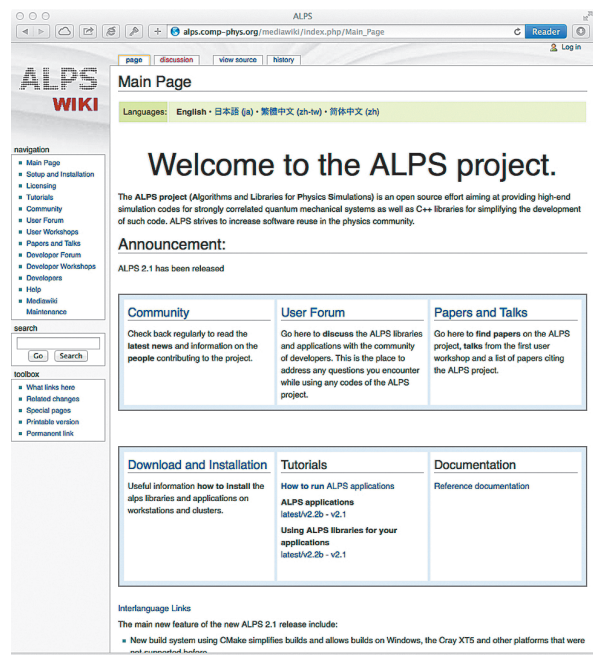 ALPS
alps.comp-phys.org/mediawiki/index.php/Main_Page
Reader
Log in
page
discussion
view source
history
ALPS
WIKI
Main Page
Languages: English • 日本語 (ja) • 繁體中文 (zh-tw) • 简体中文 (zh)
Welcome to the ALPS project.
The ALPS project (Algorithms and Libraries for Physics Simulations) is an open source effort aiming at providing high-end
simulation codes for strongly correlated quantum mechanical systems as well as C++ libraries for simplifying the development
of such code. ALPS strives to increase software reuse in the physics community.
Announcement:
ALPS 2.1 has been released
navigation
Main Page
Setup and Installation
Licensing
Tutorials
Community
User Forum
User Workshops
Papers and Talks
Developer Forum
Developer Workshops
Developers
Help
Mediawiki
Maintenance
search
Go
Search
toolbox
What links here
Related changes
Special pages
Printable version
Permanent link
Community
Check back regularly to read the
latest news and information on the
people contributing to the project.
User Forum
Go here to discuss the ALPS libraries
and applications with the community
of developers. This is the place to
address any questions you encounter
while using any codes of the ALPS
project.
Papers and Talks
Go here to find papers on the ALPS
project, talks from the first user
workshop and a list of papers citing
the ALPS project.
Download and Installation
Useful information how to install the
alps libraries and applications on
workstations and clusters.
Tutorials
How to run ALPS applications
ALPS applications
latest/v2.2b - v2.1
Using ALPS libraries for your
applications
latest/v2.2b - v2.1
Documentation
Reference documentation
Interlanguage Links
The main new feature of the new ALPS 2.1 release include:
New build system using CMake simplifies builds and allows builds on Windows, the Cray XT5 and other platforms that were
not supported before